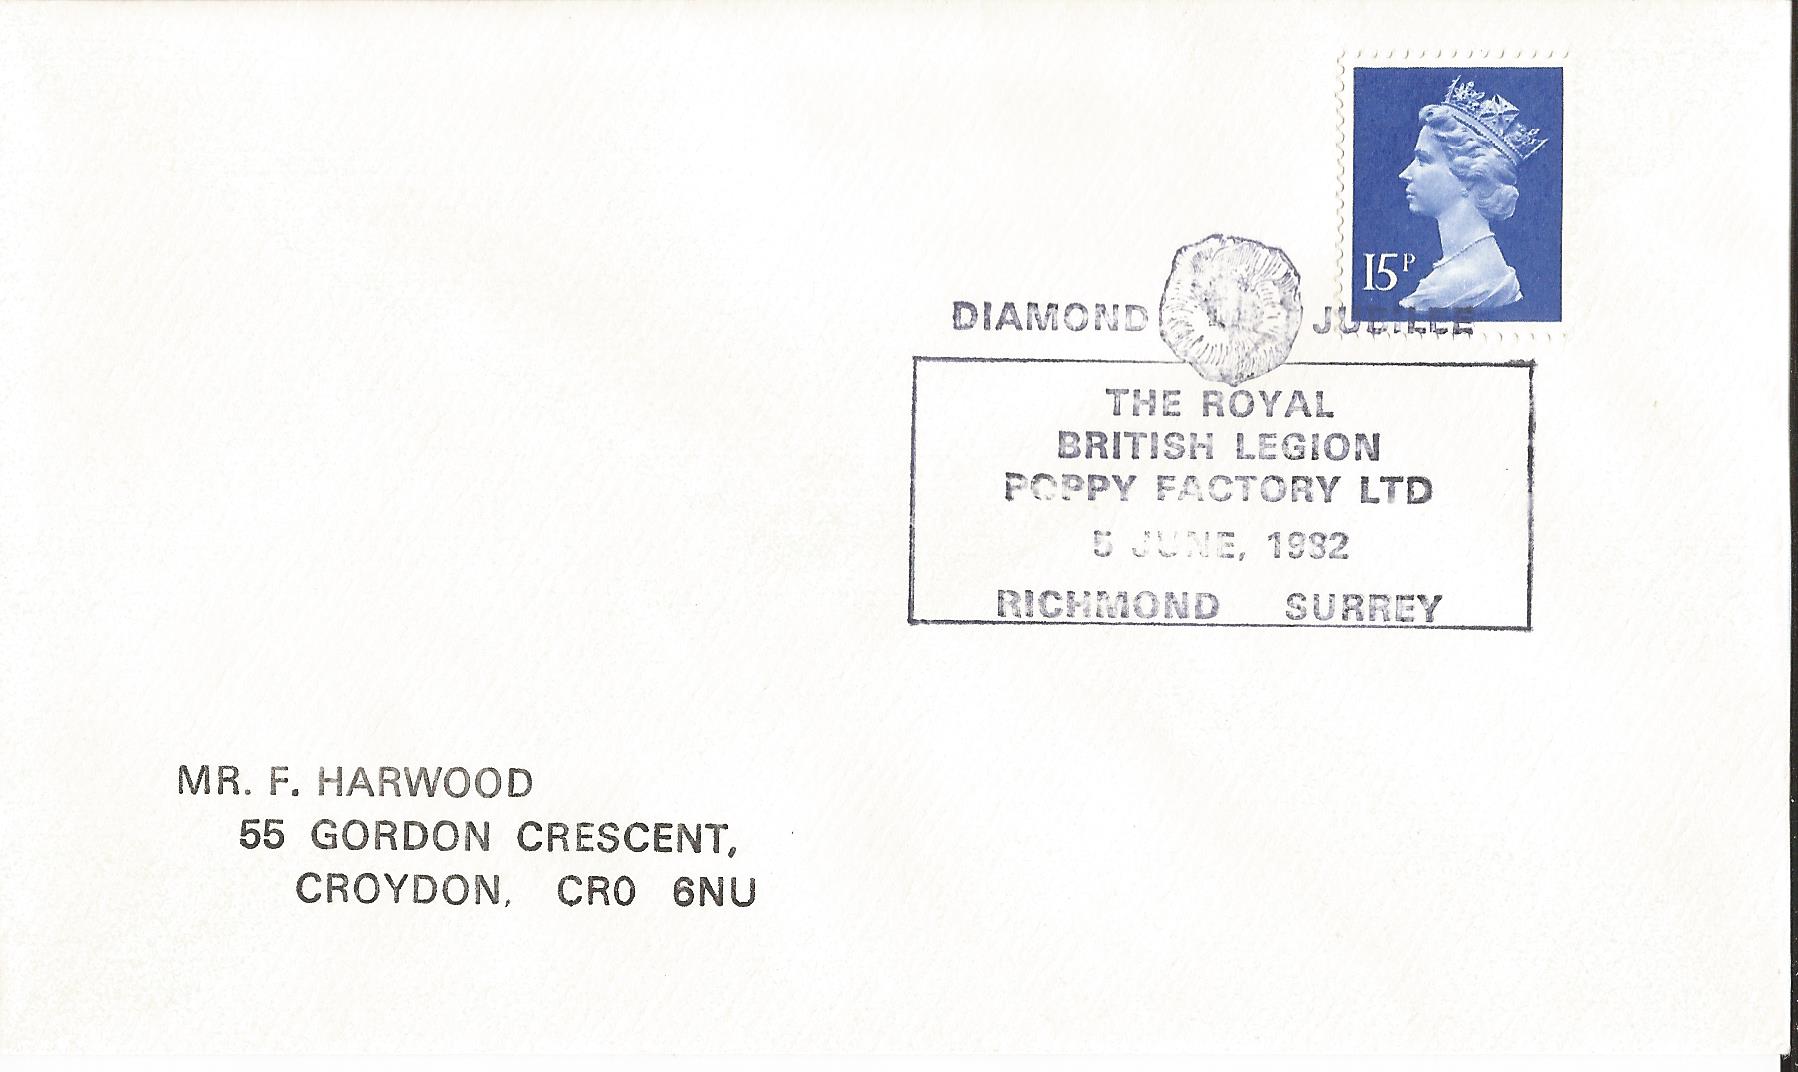 15P
DIAMOND JUBILEE
THE ROYAL
BRITISH LEGION
POPPY FACTORY LTD
5 JUNE, 1982
RICHMOND SURREY
MR. F. HARWOOD
55 GORDON CRESCENT,
CROYDON, CR0 6NU